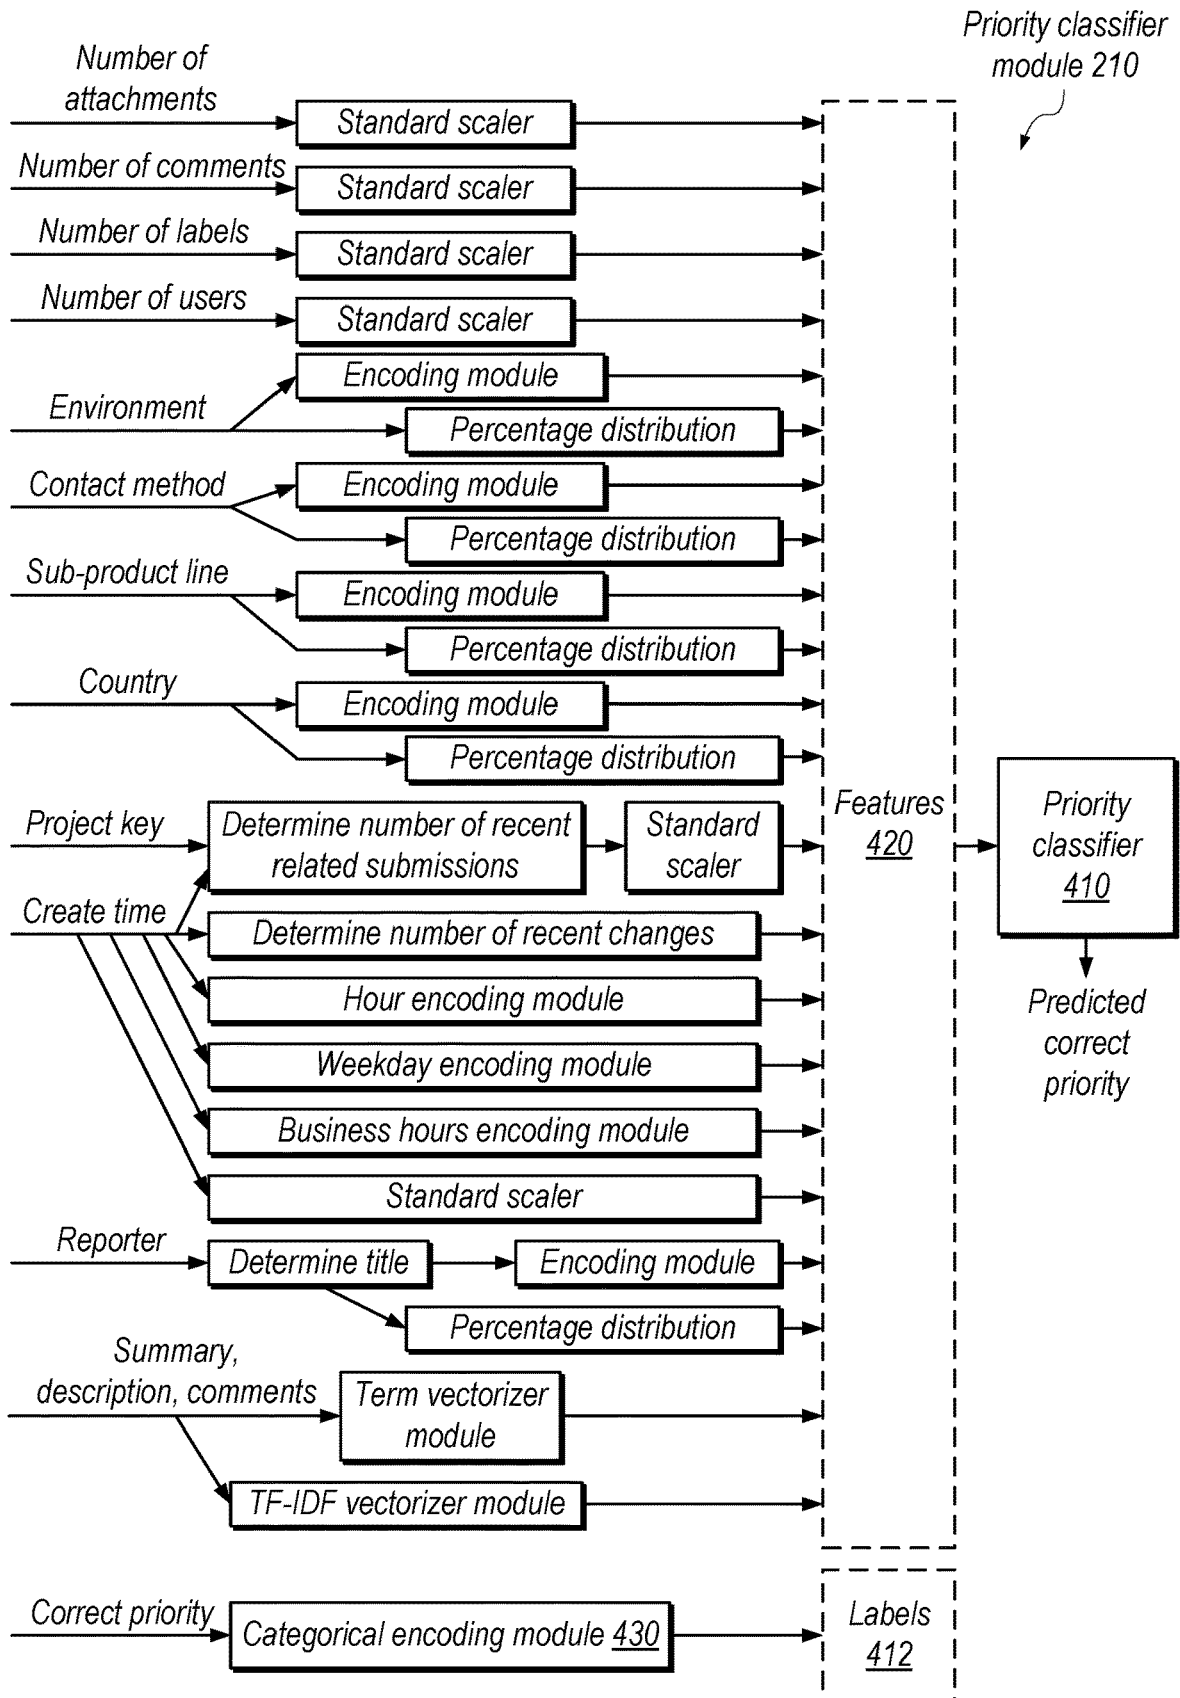 Priority classifier
module 210
Number of
attachments
Standard scaler
Number of comments
Standard scaler
Number of labels
Standard scaler
Number of users
Standard scaler
Environment
Encoding module
Percentage distribution
Contact method
Encoding module
Percentage distribution
Sub-product line
Encoding module
Percentage distribution
Country
Encoding module
Percentage distribution
Project key
Determine number of recent
related submissions
Standard
scaler
Features
420
Priority
classifier
410
Create time
Determine number of recent changes
Hour encoding module
Predicted
correct
priority
Weekday encoding module
Business hours encoding module
Standard scaler
Reporter
Determine title
Encoding module
Percentage distribution
Summary,
description, comments
Term vectorizer
module
TF-IDF vectorizer module
Correct priority
Categorical encoding module 430
Labels
412